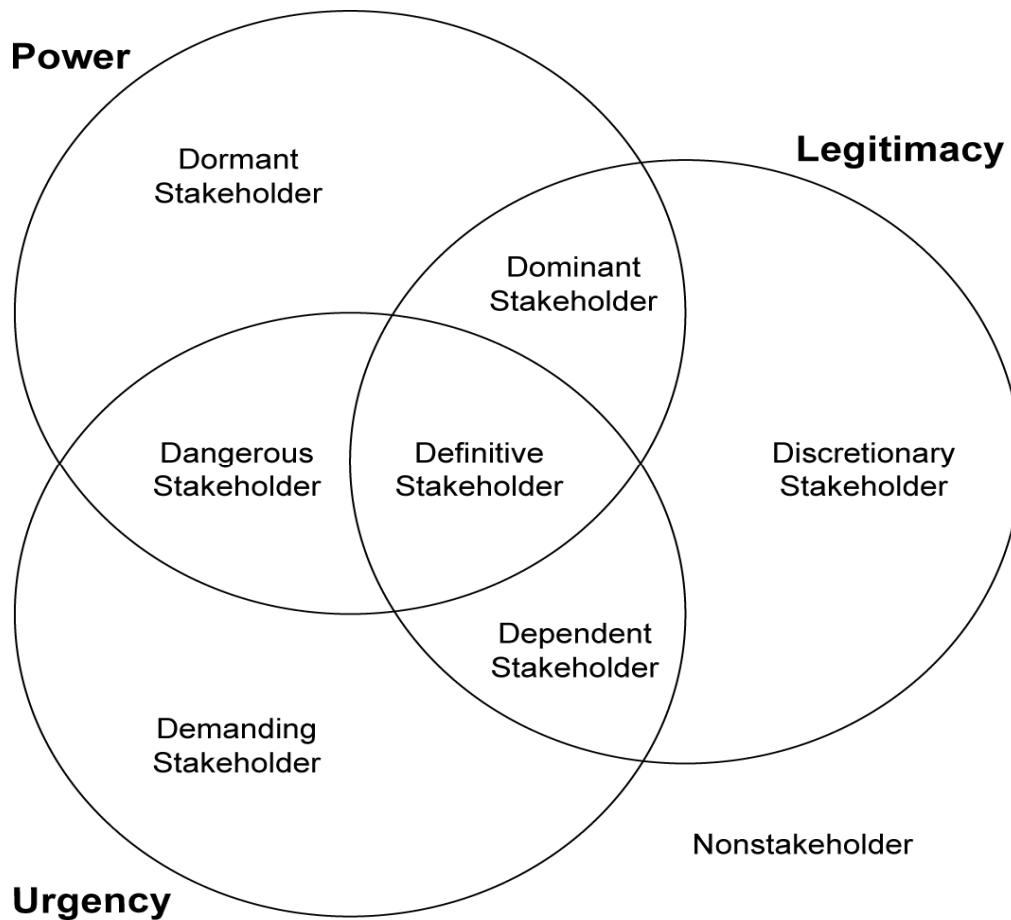 Power
Dormant
Stakeholder
Legitimacy
Dominant
Stakeholder
Dangerous
Stakeholder
Definitive
Stakeholder
Discretionary
Stakeholder
Dependent
Stakeholder
Demanding
Stakeholder
Nonstakeholder
Urgency